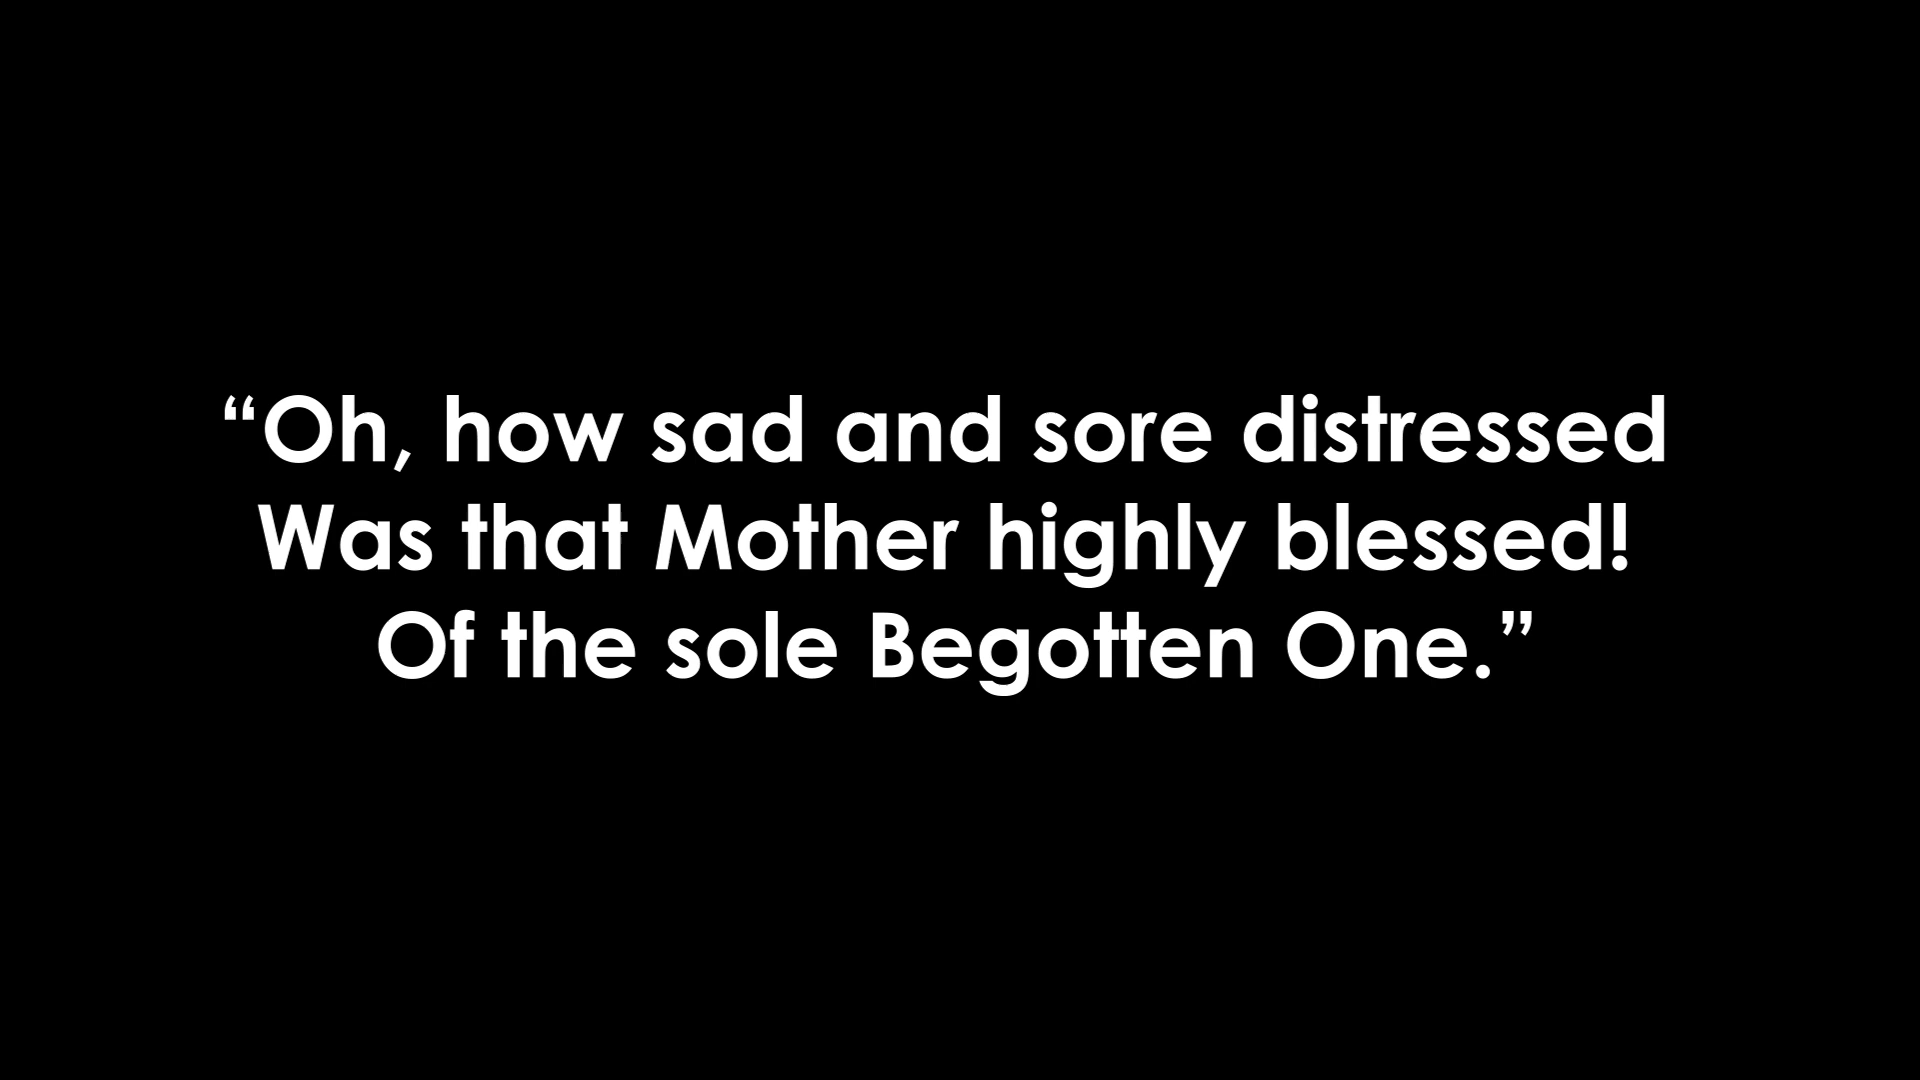 “Oh, how sad and sore distressed
Was that Mother highly blessed!
Of the sole Begotten One.”